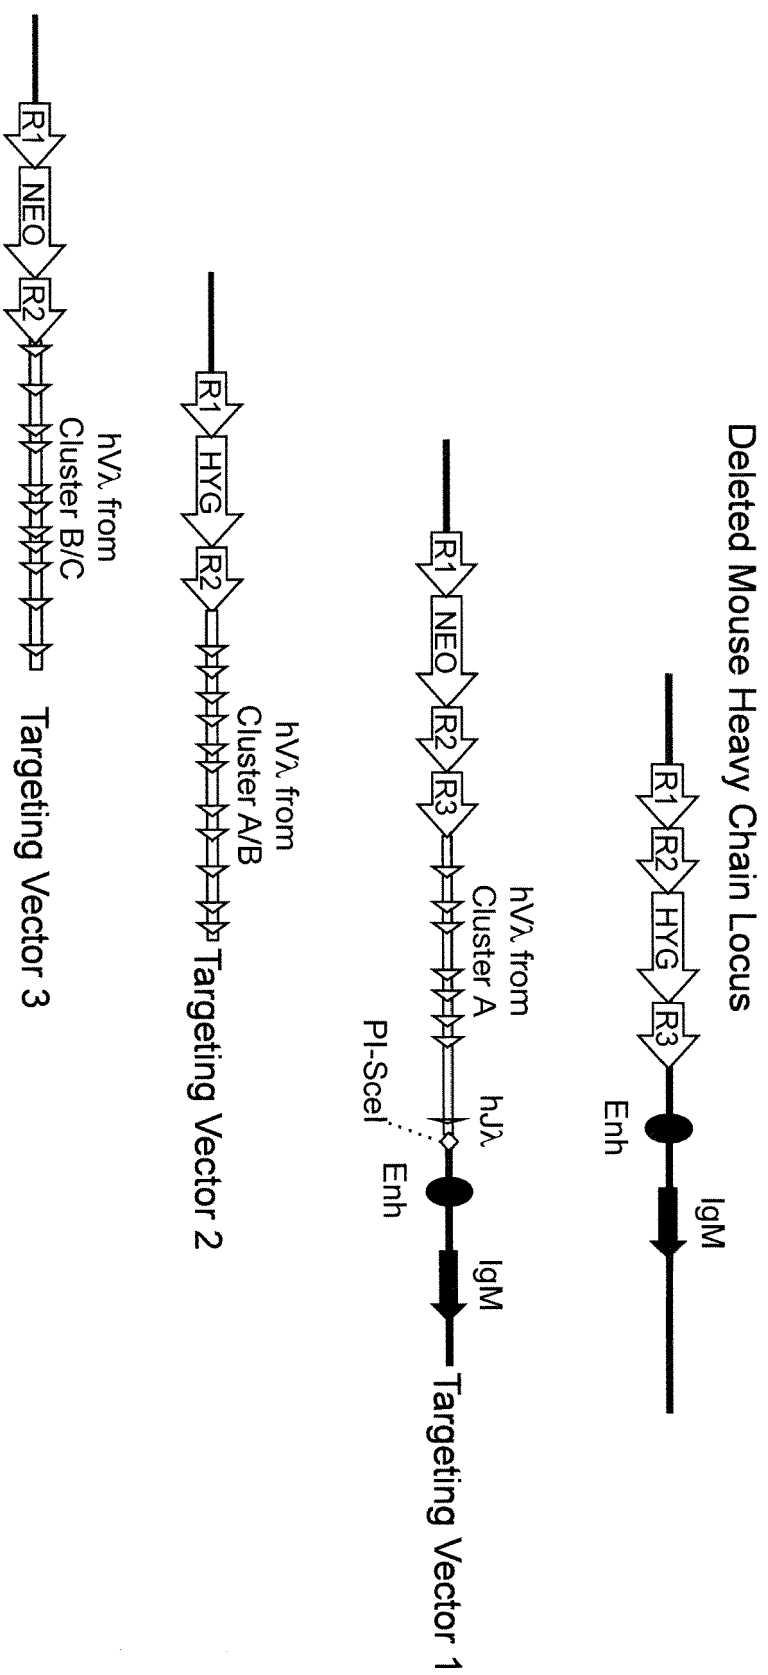 Deleted Mouse Heavy Chain Locus
R1
R2
HYG
R3
Enh
IgM
R1
NEO
R2
R3
hVλ from
Cluster A
hJλ
PI-SceI
Enh
IgM
Targeting Vector 1
R1
HYG
R2
hVλ from
Cluster A/B
Targeting Vector 2
R1
NEO
R2
hVλ from
Cluster B/C
Targeting Vector 3